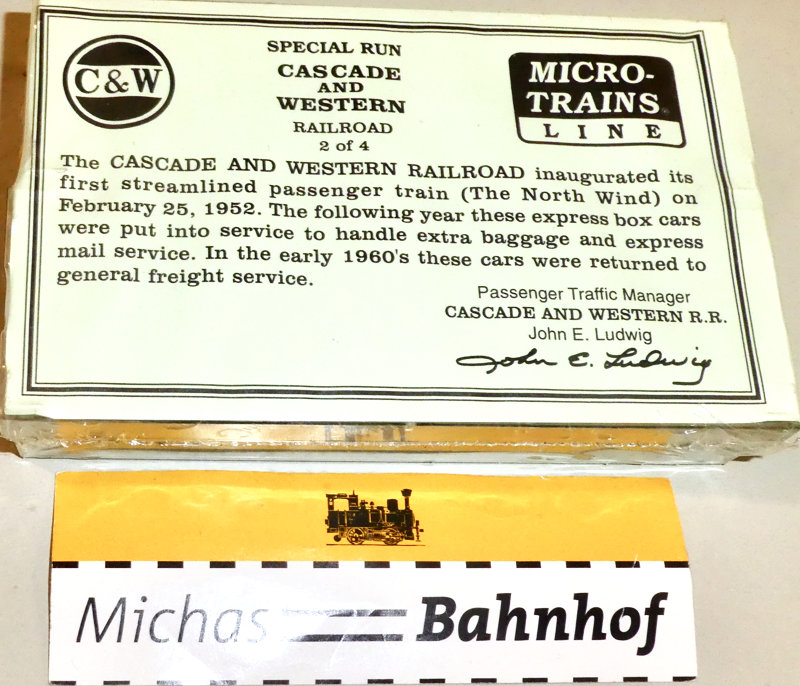 C&W
SPECIAL RUN
CASCADE
AND
WESTERN
RAILROAD
2 of 4
MICRO-
TRAINS®
LINE
The CASCADE AND WESTERN RAILROAD inaugurated its
first streamlined passenger train (The North Wind) on
February 25, 1952. The following year these express box cars
were put into service to handle extra baggage and express
mail service. In the early 1960's these cars were returned to
general freight service.
Passenger Traffic Manager
CASCADE AND WESTERN R.R.
John E. Ludwig
John E. Ludwig
Michas Bahnhof